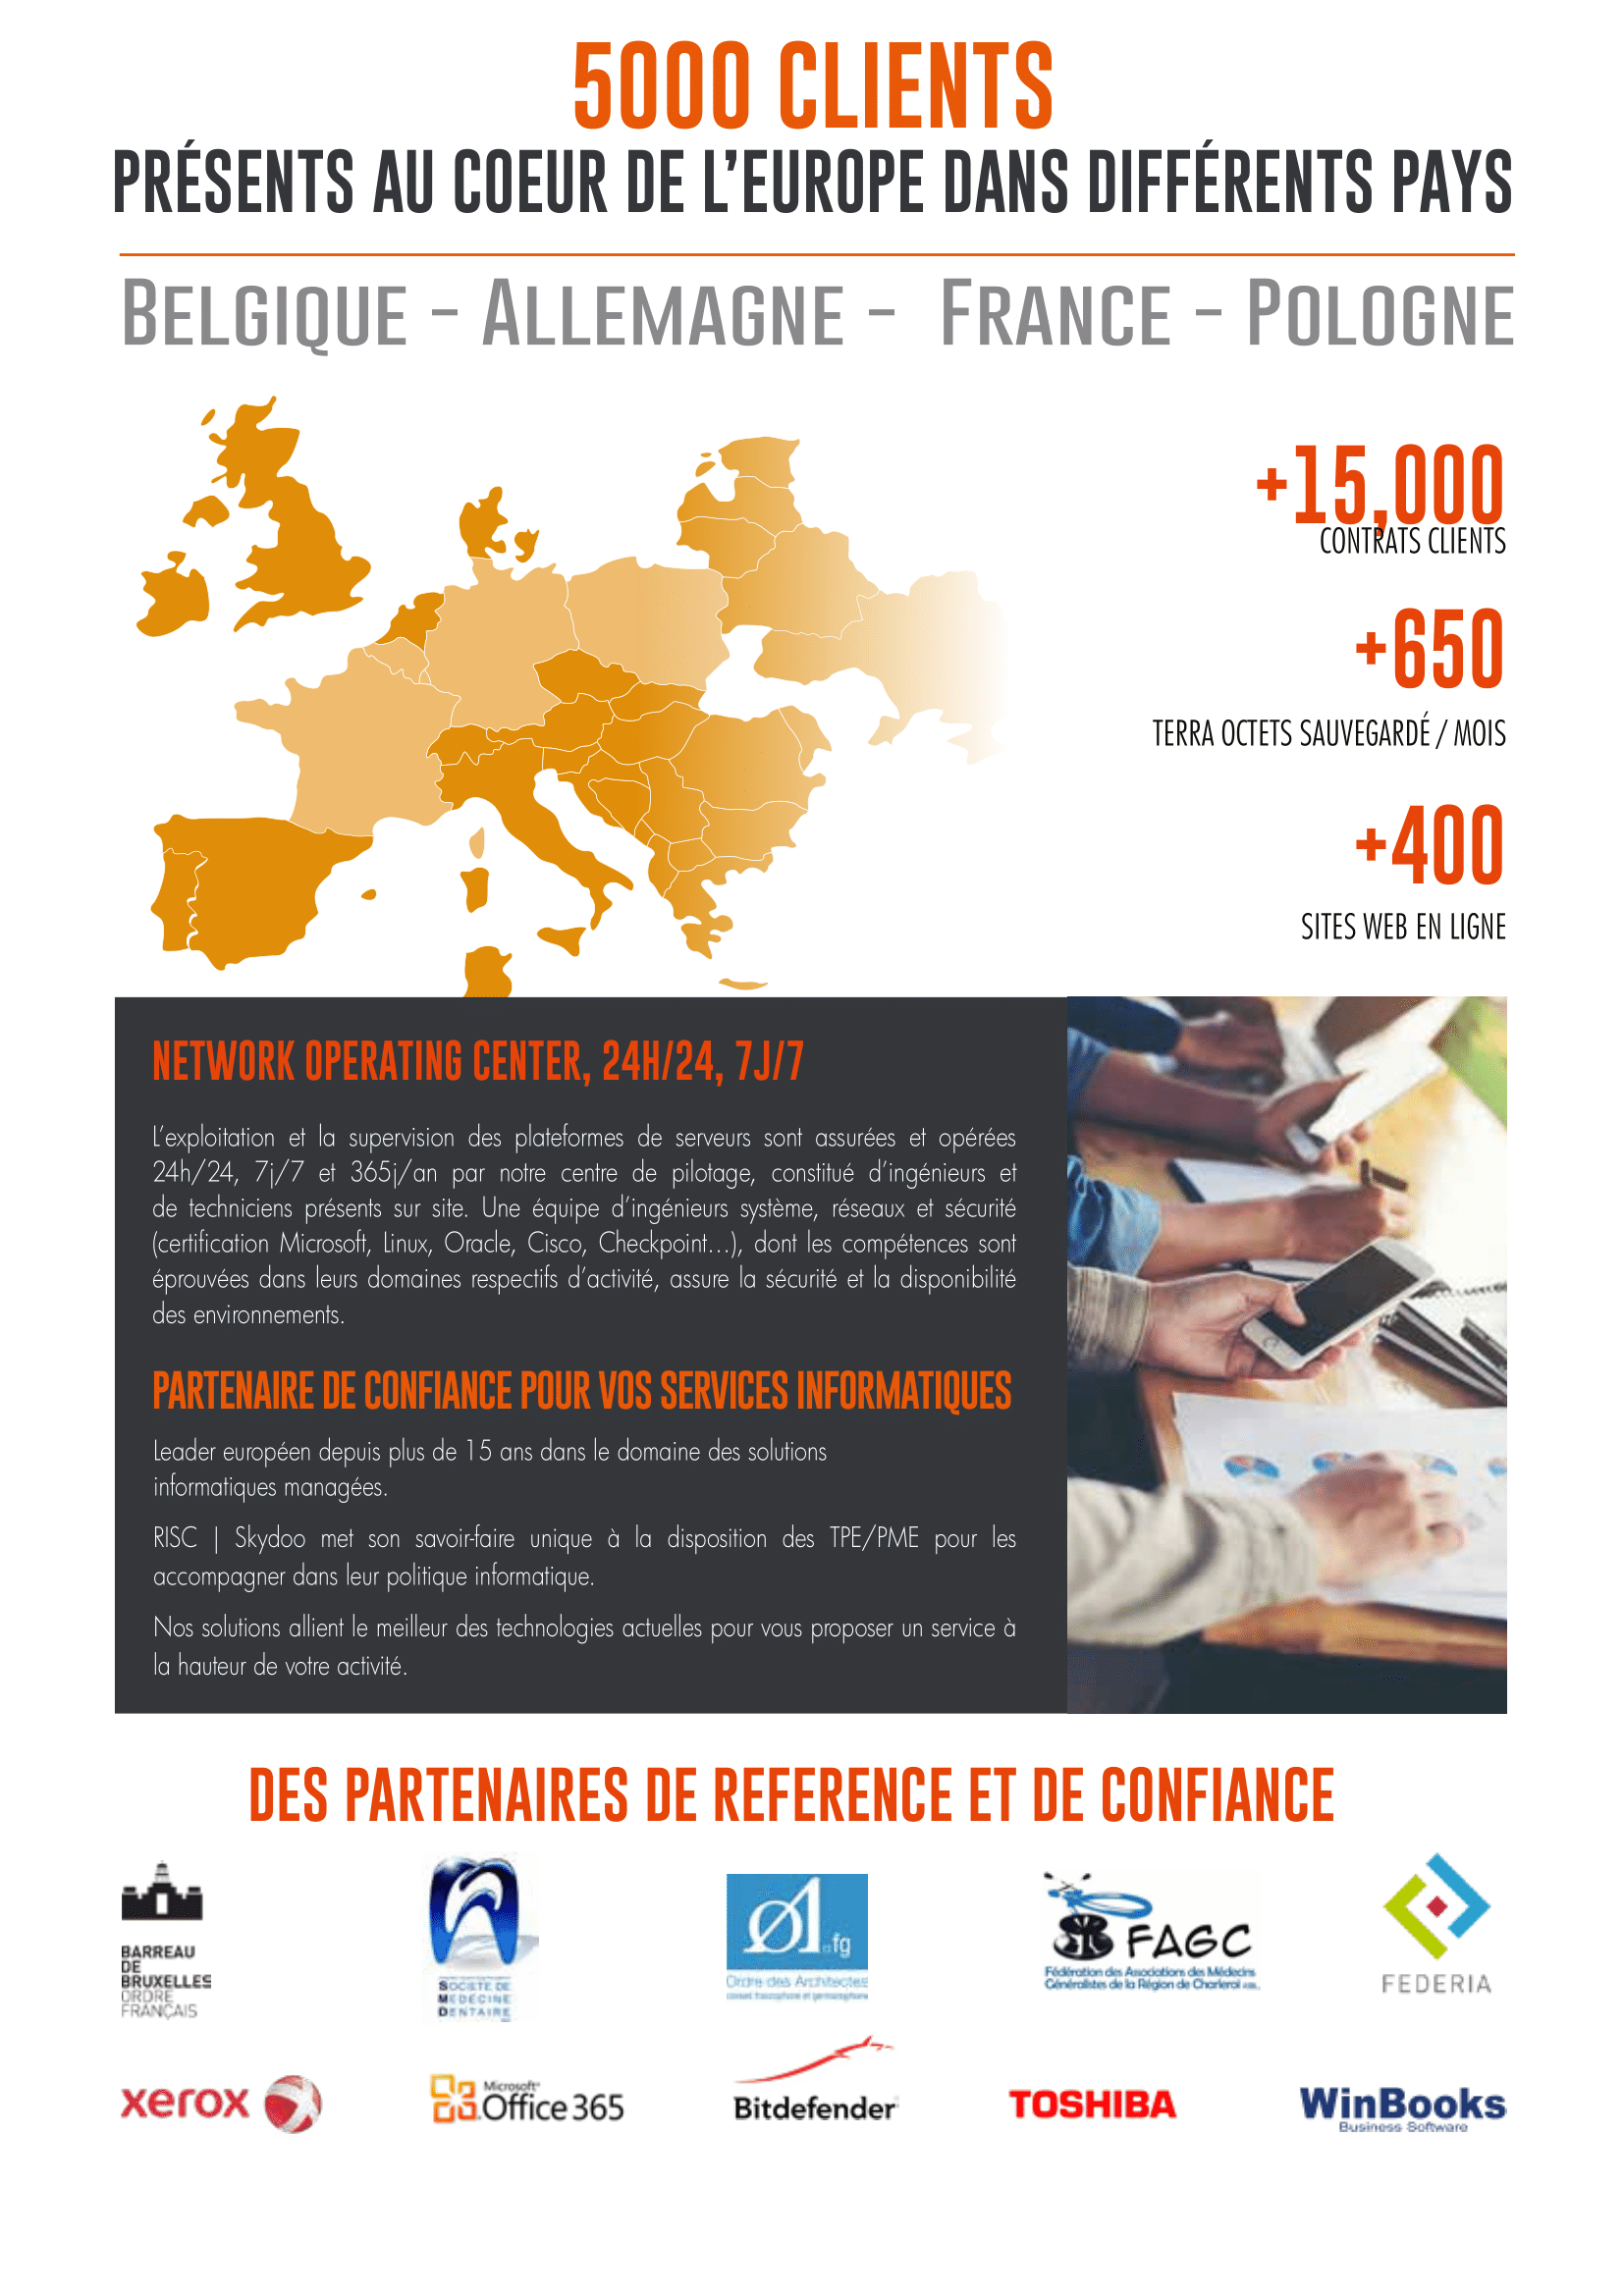 5000 CLIENTS
PRÉSENTS AU COEUR DE L'EUROPE DANS DIFFÉRENTS PAYS
BELGIQUE - ALLEMAGNE - FRANCE - POLOGNE
+15,000
CONTRATS CLIENTS
+650
TERRA OCTETS SAUVEGARDÉ / MOIS
+400
SITES WEB EN LIGNE
NETWORK OPERATING CENTER, 24H/24, 7J/7
L'exploitation et la supervision des plateformes de serveurs sont assurées et opérées
24h/24, 7j/7 et 365j/an par notre centre de pilotage, constitué d'ingénieurs et
de techniciens présents sur site. Une équipe d'ingénieurs système, réseaux et sécurité
(certification Microsoft, Linux, Oracle, Cisco, Checkpoint...), dont les compétences sont
éprouvées dans leurs domaines respectifs d'activité, assure la sécurité et la disponibilité
des environnements.
PARTENAIRE DE CONFIANCE POUR VOS SERVICES INFORMATIQUES
Leader européen depuis plus de 15 ans dans le domaine des solutions
informatiques managées.
RISC | Skydoo met son savoir-faire unique à la disposition des TPE/PME pour les
accompagner dans leur politique informatique.
Nos solutions allient le meilleur des technologies actuelles pour vous proposer un service à
la hauteur de votre activité.
DES PARTENAIRES DE REFERENCE ET DE CONFIANCE
BARREAU
DE
BRUXELLES
ORDRE
FRANÇAIS
SOCIETE DE
MEDECINE
DENTAIRE
.fg
Ordre des Architectes
conseil francophone et germanophone
FAGC
Fédération des Associations des Médecins
Généralistes de la Région de Charleroi
FEDERIA
xerox
Microsoft
Office 365
Bitdefender
TOSHIBA
WinBooks
Business Software